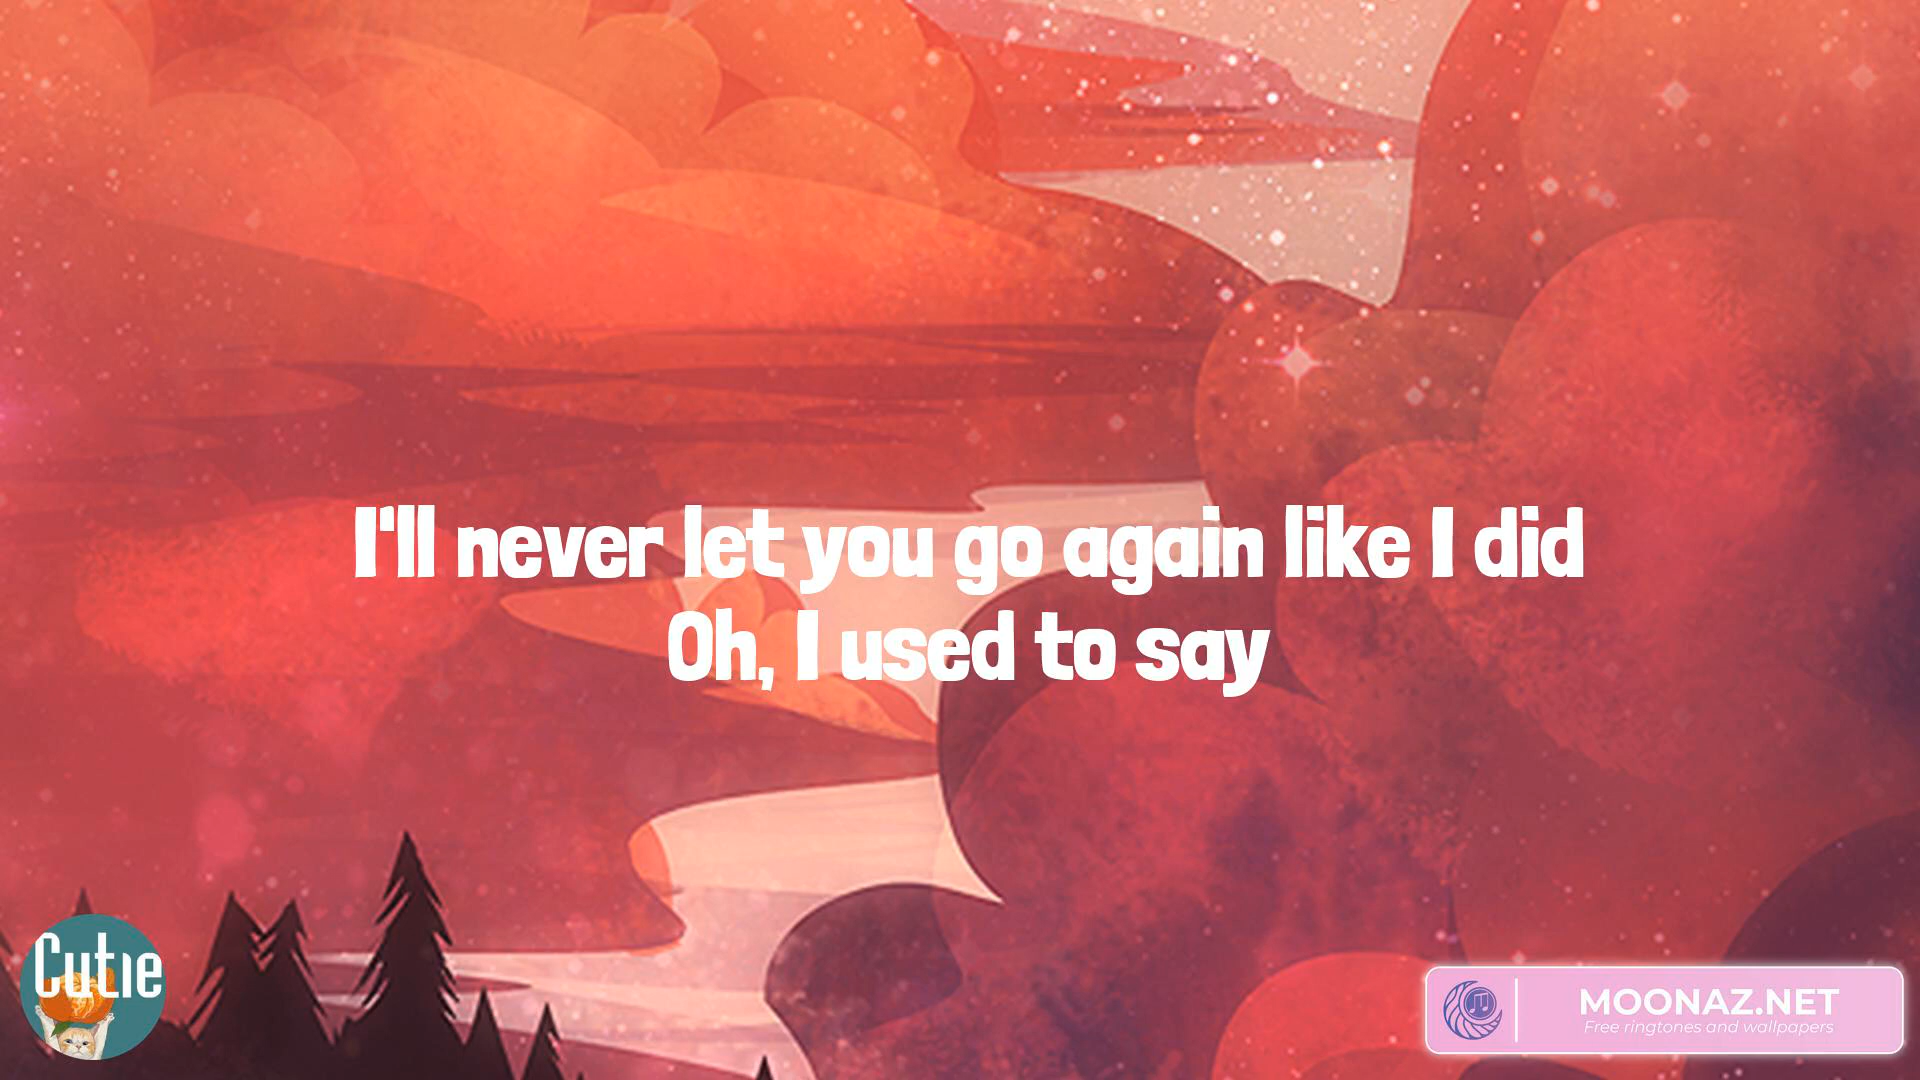 I'll never let you go again like I did
Oh, I used to say
Cutie
MOONAZ.NET
Free ringtones and wallpapers